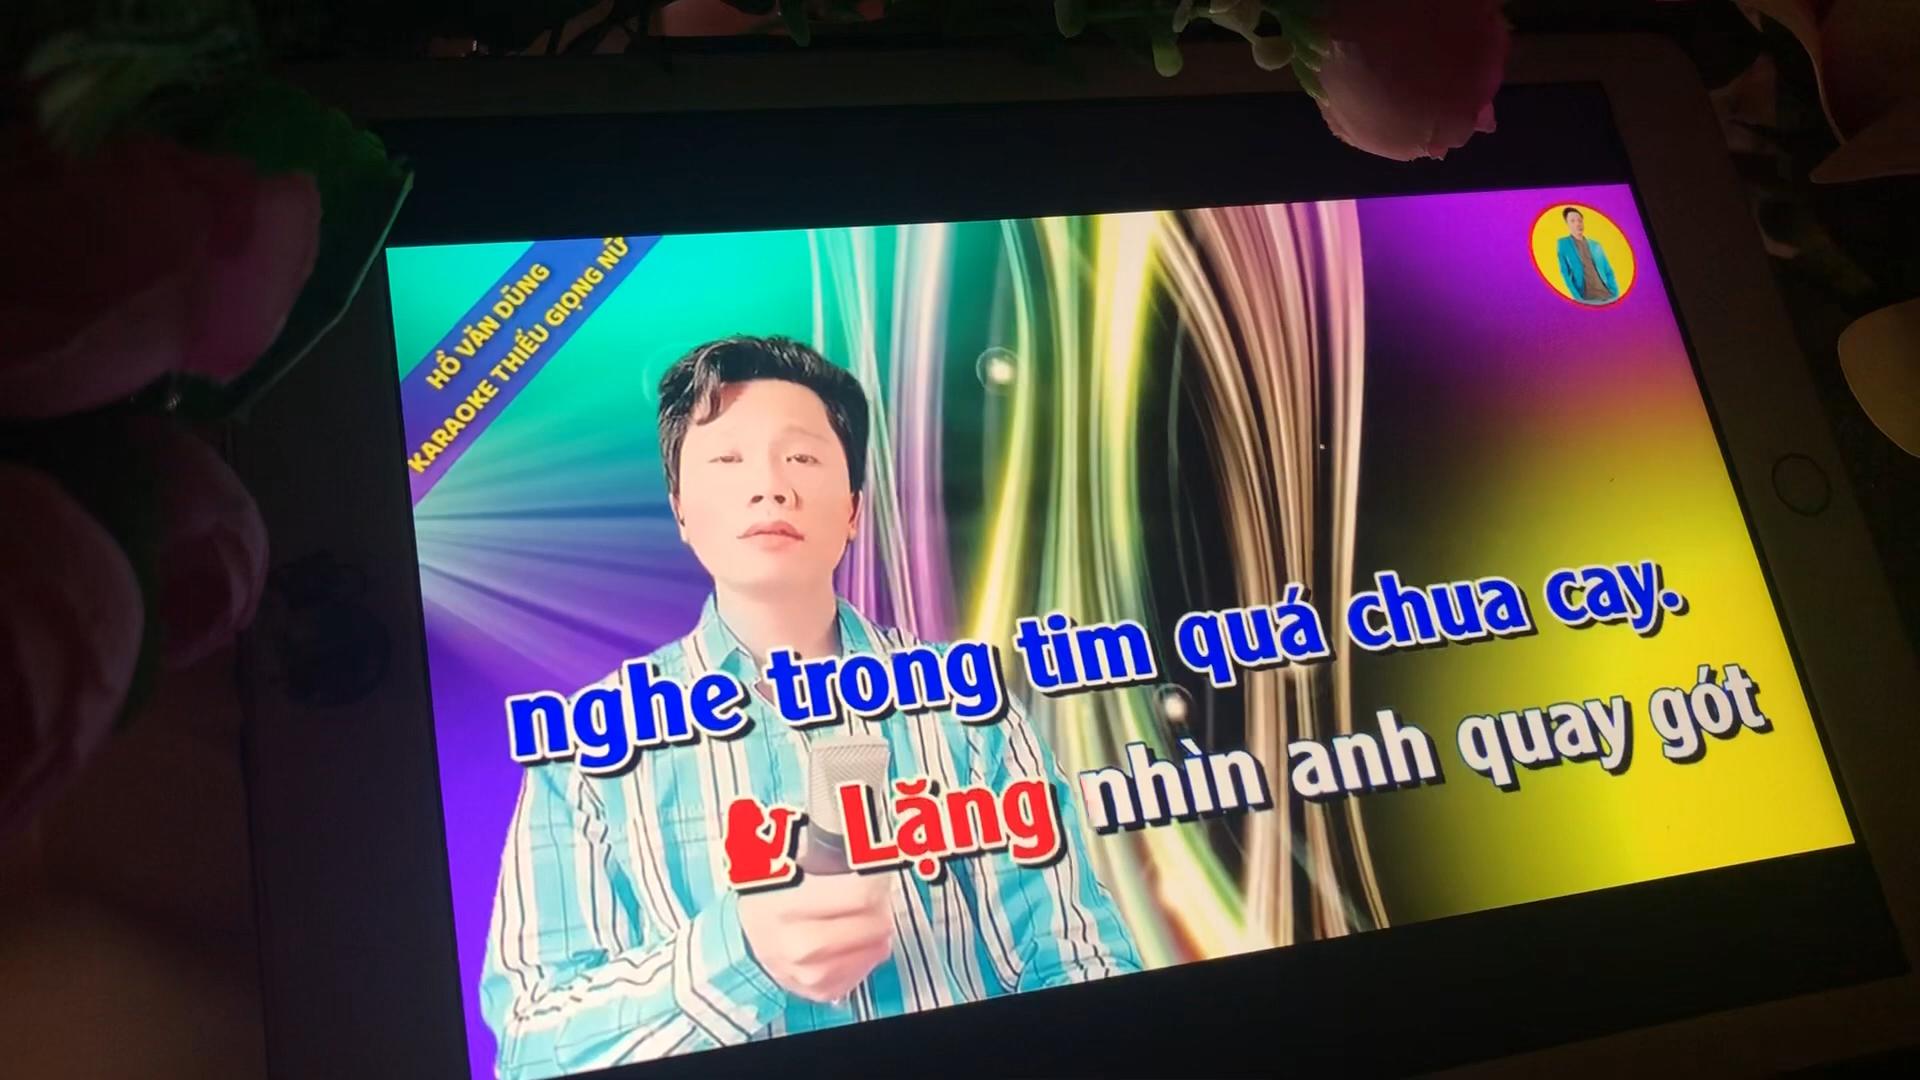 HỒ VĂN DŨNG
KARAOKE THIẾU GIỌNG NỮ
nghe trong tim quá chua cay.
Lặng nhìn anh quay gót